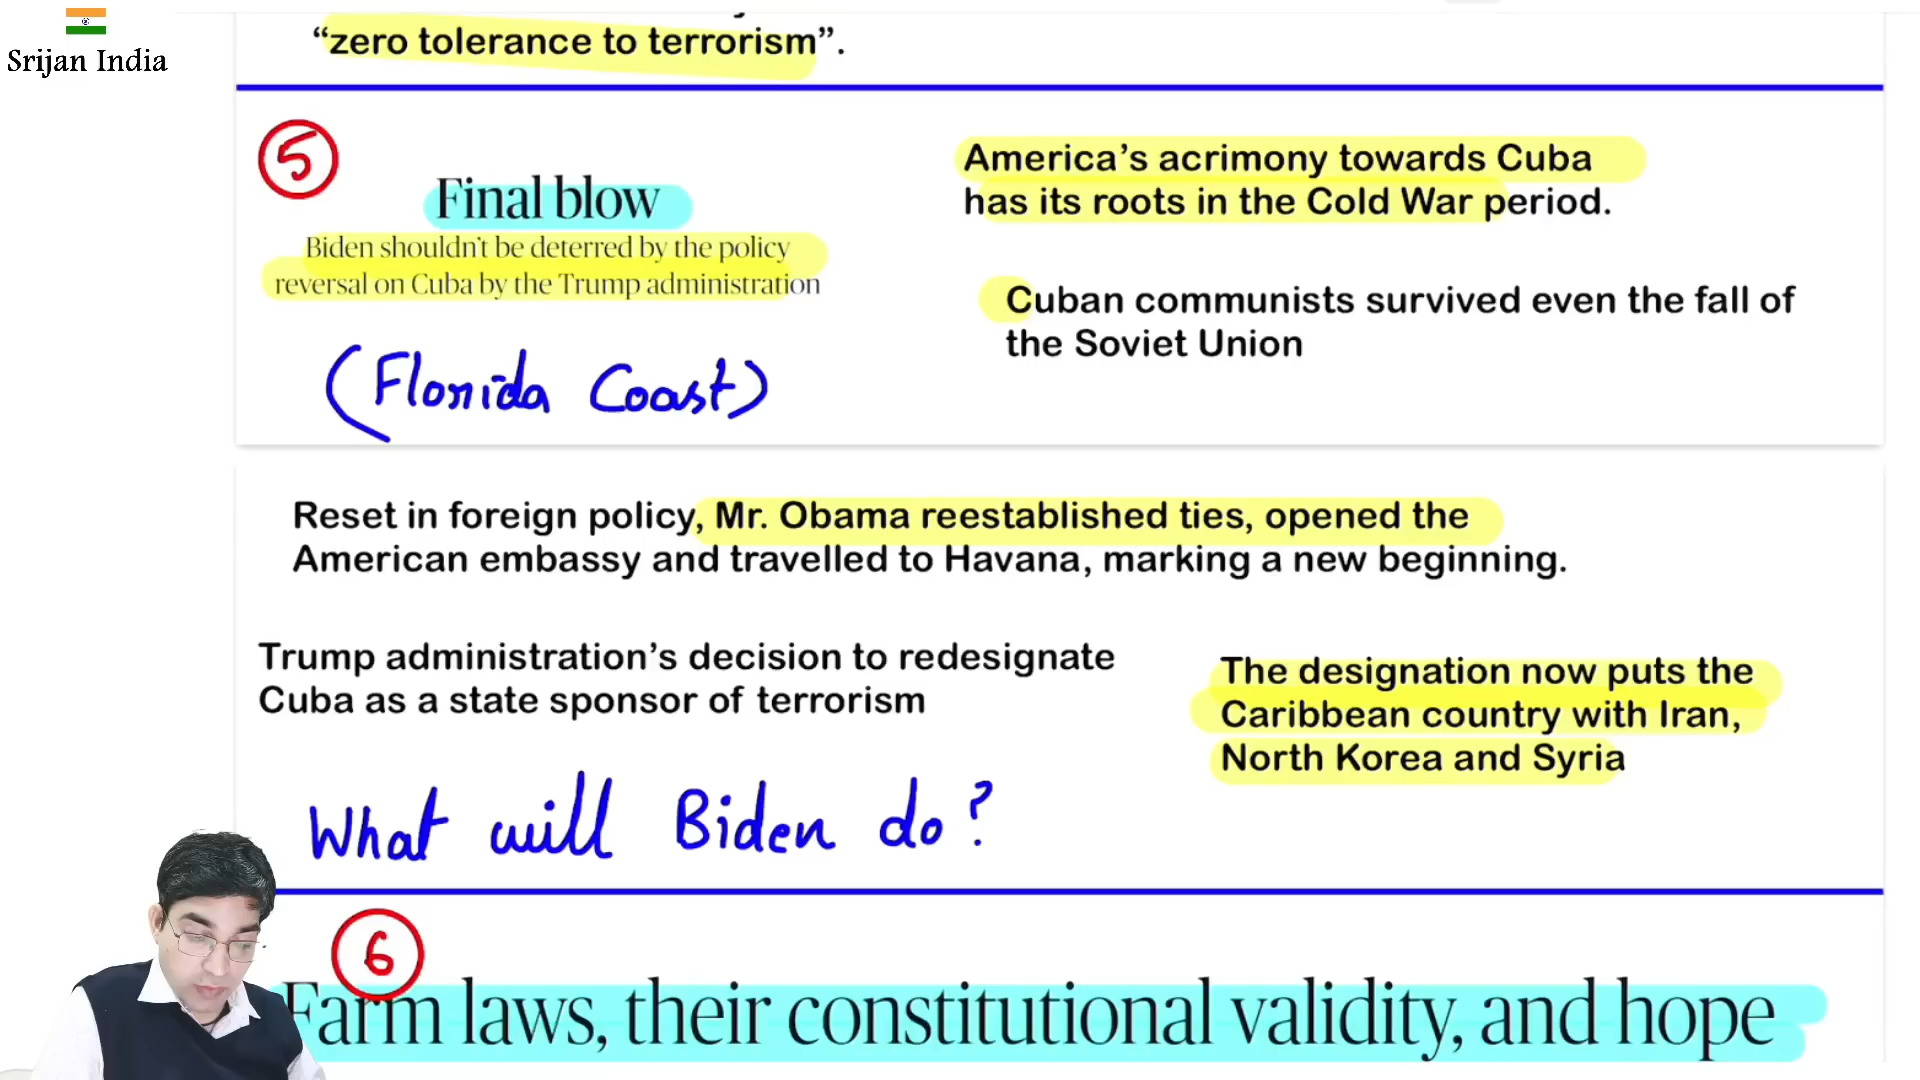 Srijan India
“zero tolerance to terrorism”.
5
Final blow
Biden shouldn't be deterred by the policy
reversal on Cuba by the Trump administration
(Florida Coast)
America’s acrimony towards Cuba
has its roots in the Cold War period.
Cuban communists survived even the fall of
the Soviet Union
Reset in foreign policy, Mr. Obama reestablished ties, opened the
American embassy and travelled to Havana, marking a new beginning.
Trump administration’s decision to redesignate
Cuba as a state sponsor of terrorism
The designation now puts the
Caribbean country with Iran,
North Korea and Syria
What will Biden do?
6
Farm laws, their constitutional validity, and hope